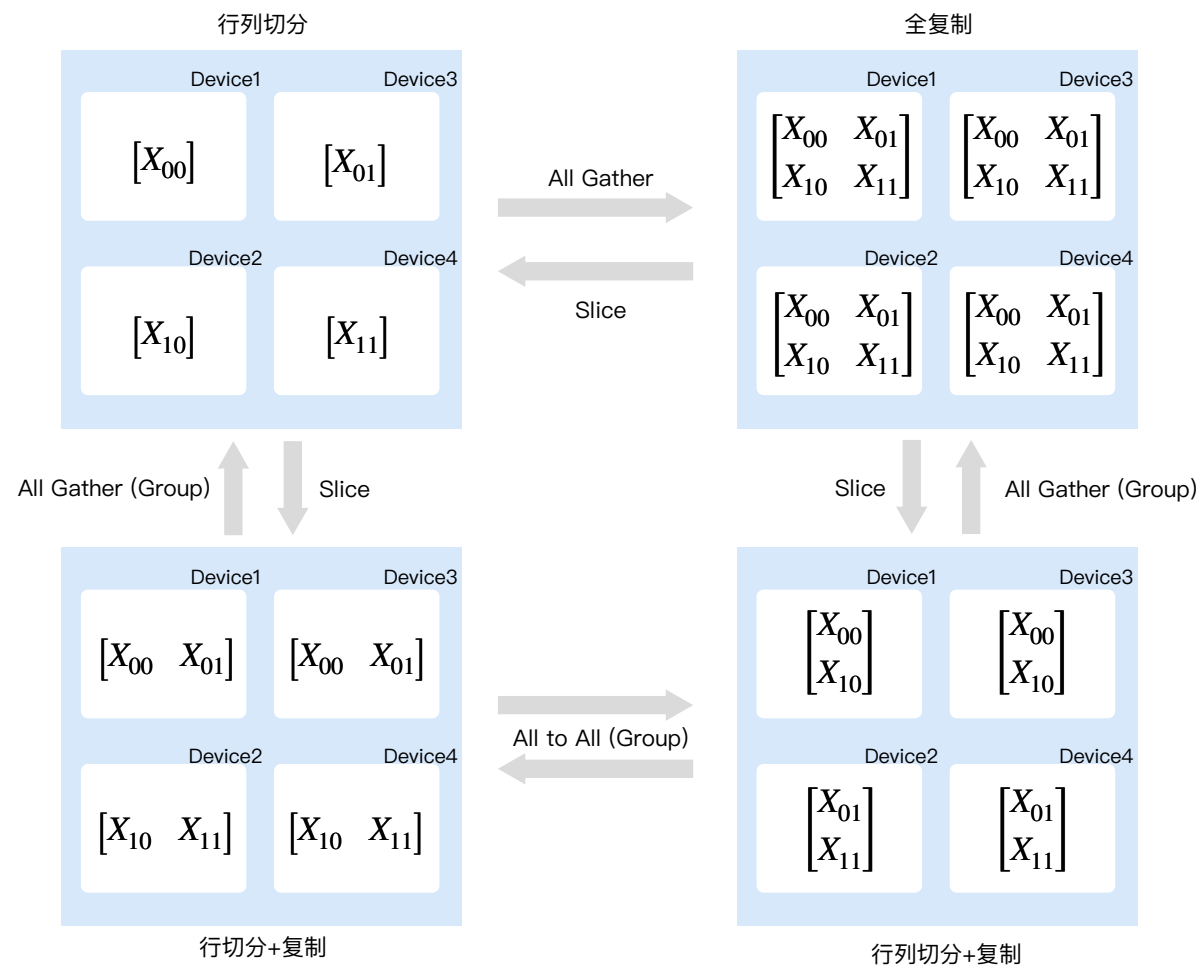 行列切分
全复制
Device1
Device3
[X₀₀]
[X₀₁]
Device2
Device4
[X₁₀]
[X₁₁]
All Gather
Slice
Device1
Device3
[X₀₀ X₀₁
X₁₀ X₁₁]
[X₀₀ X₀₁
X₁₀ X₁₁]
Device2
Device4
[X₀₀ X₀₁
X₁₀ X₁₁]
[X₀₀ X₀₁
X₁₀ X₁₁]
All Gather (Group)
Slice
Slice
All Gather (Group)
Device1
Device3
[X₀₀ X₀₁]
[X₀₀ X₀₁]
Device2
Device4
[X₁₀ X₁₁]
[X₁₀ X₁₁]
行切分+复制
All to All (Group)
Device1
Device3
[X₀₀
X₁₀]
[X₀₀
X₁₀]
Device2
Device4
[X₀₁
X₁₁]
[X₀₁
X₁₁]
行列切分+复制